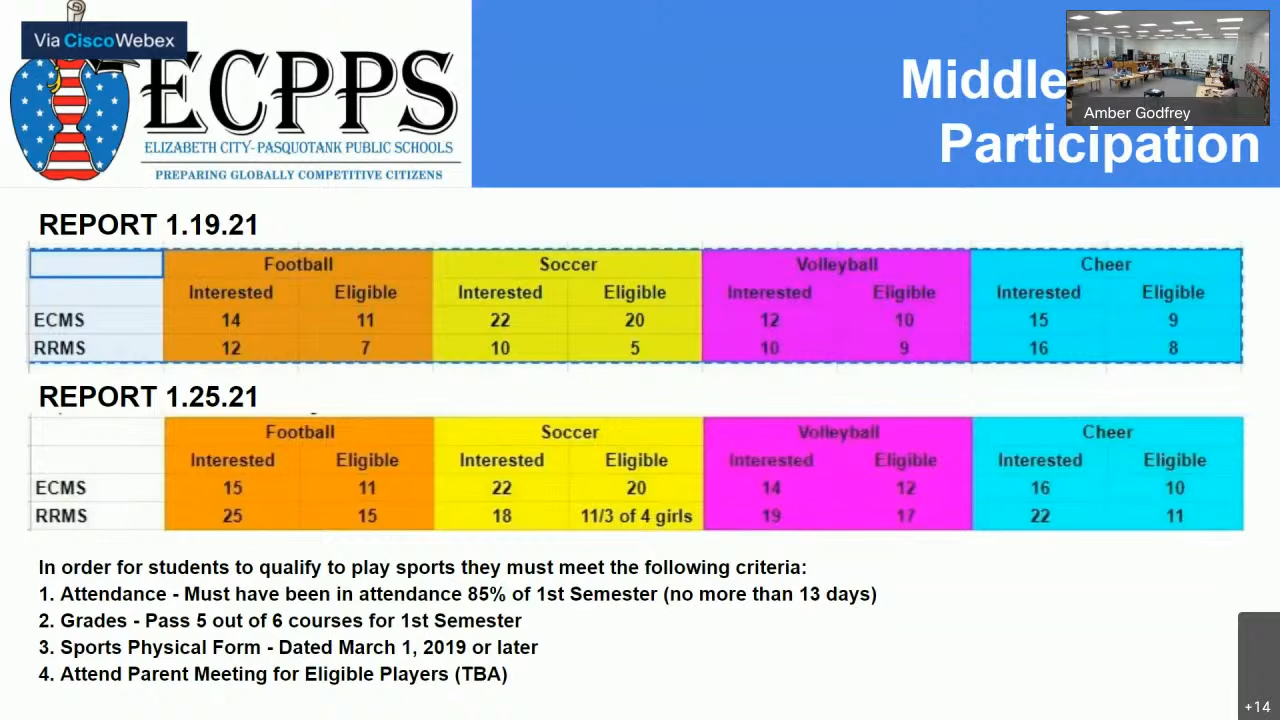 Via CiscoWebex
ECPPS
ELIZABETH CITY-PASQUOTANK PUBLIC SCHOOLS
PREPARING GLOBALLY COMPETITIVE CITIZENS
Middle
Participation
Amber Godfrey
REPORT 1.19.21
Football Soccer Volleyball Cheer
Interested Eligible Interested Eligible Interested Eligible Interested Eligible
ECMS 14 11 22 20 12 10 15 9
RRMS 12 7 10 5 10 9 16 8
REPORT 1.25.21
Football Soccer Volleyball Cheer
Interested Eligible Interested Eligible Interested Eligible Interested Eligible
ECMS 15 11 22 20 14 12 16 10
RRMS 25 15 18 11/3 of 4 girls 19 17 22 11
In order for students to qualify to play sports they must meet the following criteria:
1. Attendance - Must have been in attendance 85% of 1st Semester (no more than 13 days)
2. Grades - Pass 5 out of 6 courses for 1st Semester
3. Sports Physical Form - Dated March 1, 2019 or later
4. Attend Parent Meeting for Eligible Players (TBA)
+14